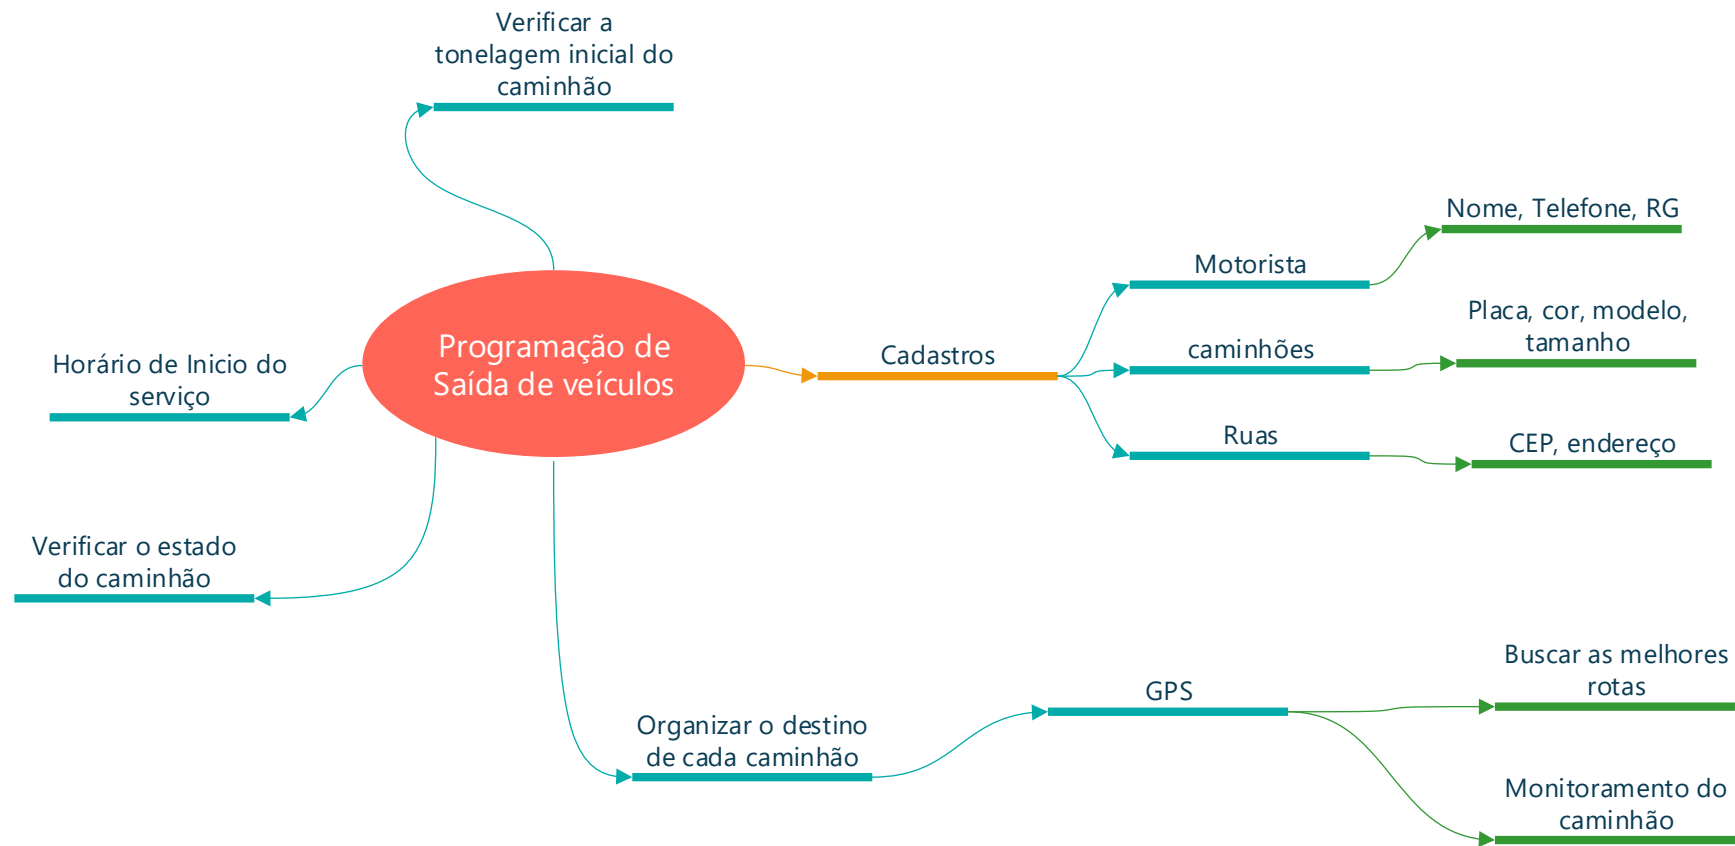 Verificar a
tonelagem inicial do
caminhão
Programação de
Saída de veículos
Horário de Inicio do
serviço
Verificar o estado
do caminhão
Cadastros
Motorista
Nome, Telefone, RG
caminhões
Placa, cor, modelo,
tamanho
Ruas
CEP, endereço
Organizar o destino
de cada caminhão
GPS
Buscar as melhores
rotas
Monitoramento do
caminhão